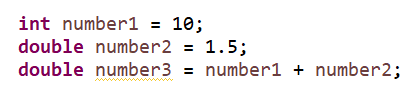 int number1 = 10;
double number2 = 1.5;
double number3 = number1 + number2;